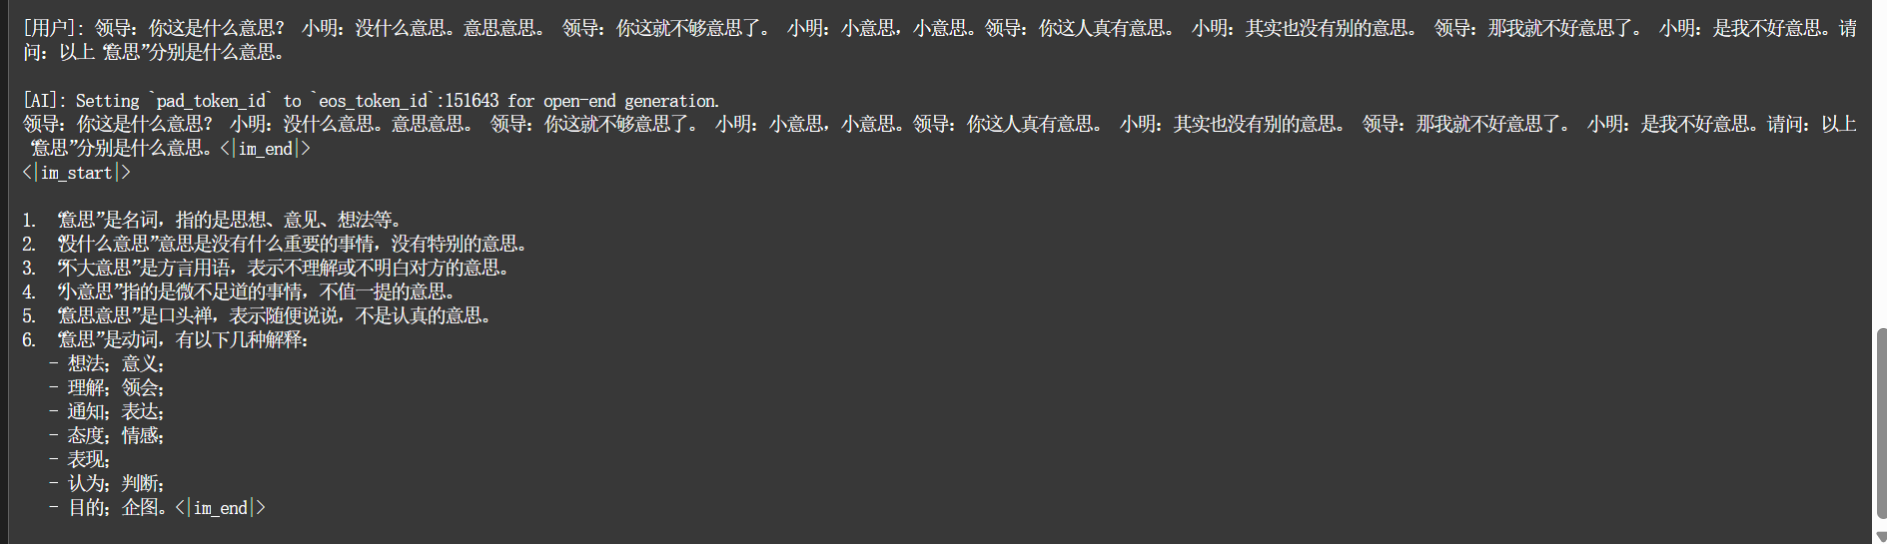 [用户]: 领导：你这是什么意思？ 小明：没什么意思。意思意思。 领导：你这就不够意思了。 小明：小意思，小意思。领导：你这人真有意思。 小明：其实也没有别的意思。 领导：那我就不好意思了。 小明：是我不好意思。请
问：以上“意思”分别是什么意思。
[AI]: Setting `pad_token_id` to `eos_token_id`:151643 for open-end generation.
领导：你这是什么意思？ 小明：没什么意思。意思意思。 领导：你这就不够意思了。 小明：小意思，小意思。领导：你这人真有意思。 小明：其实也没有别的意思。 领导：那我就不好意思了。 小明：是我不好意思。请问：以上
“意思”分别是什么意思。<|im_end|>
<|im_start|>
1. “意思”是名词，指的是思想、意见、想法等。
2. “没什么意思”意思是没有什么重要的事情，没有特别的意思。
3. “不大意思”是方言用语，表示不理解或不明白对方的意思。
4. “小意思”指的是微不足道的事情，不值一提的意思。
5. “意思意思”是口头禅，表示随便说说，不是认真的意思。
6. “意思”是动词，有以下几种解释：
- 想法；意义；
- 理解；领会；
- 通知；表达；
- 态度；情感；
- 表现；
- 认为；判断；
- 目的；企图。<|im_end|>